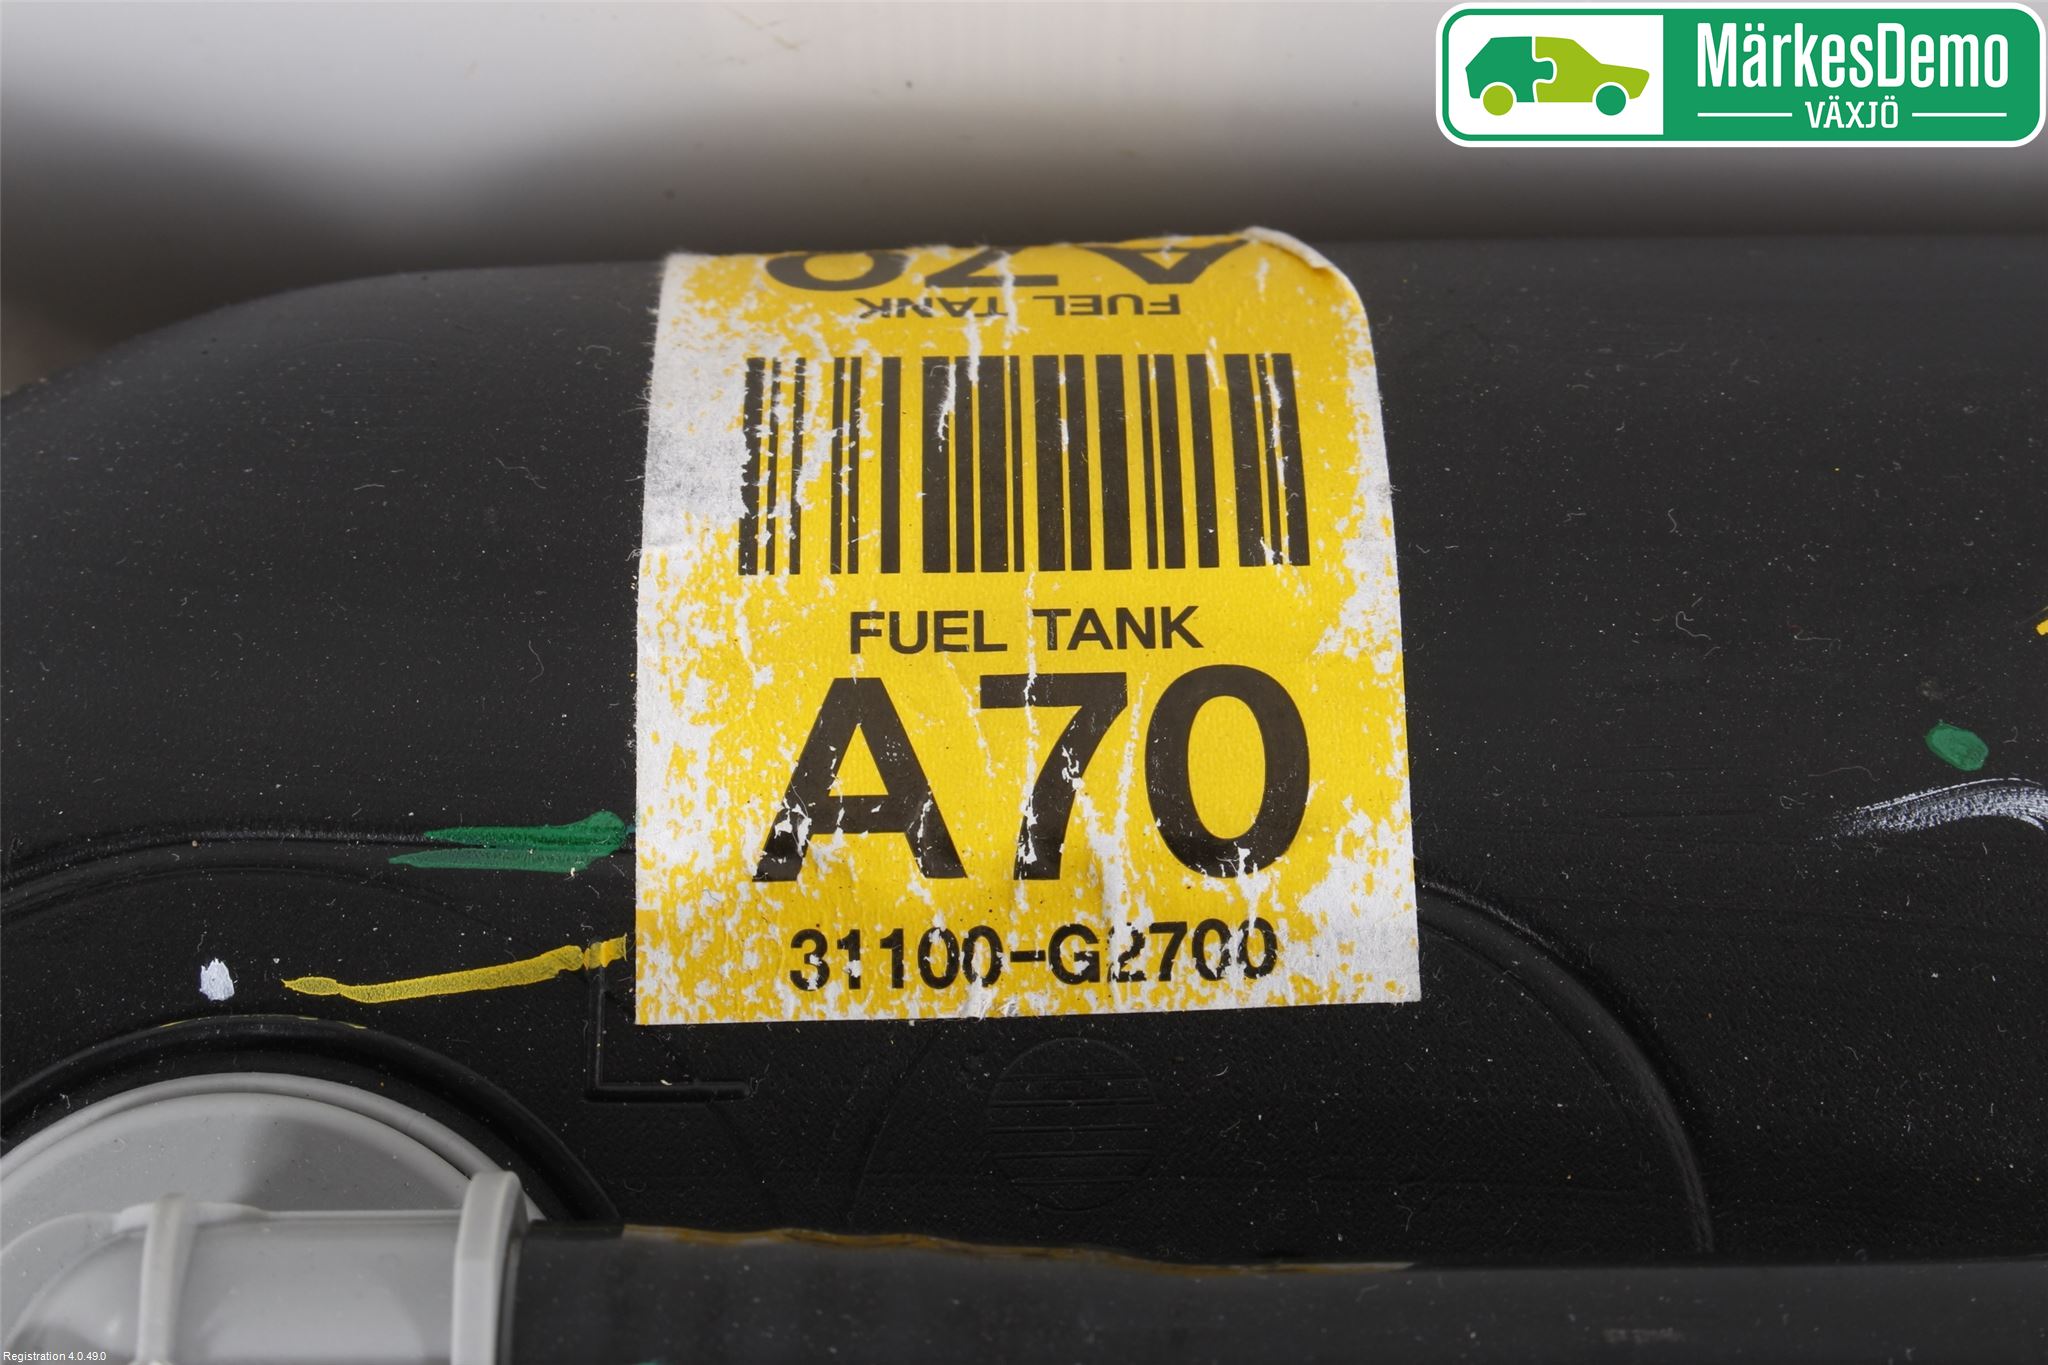 MärkesDemo
VÄXJÖ
A70
FUEL TANK
FUEL TANK
A70
31100-G2700
Registration 4.0.49.0